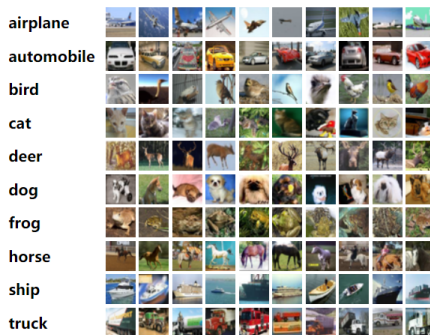 airplane
automobile
bird
cat
deer
dog
frog
horse
ship
truck